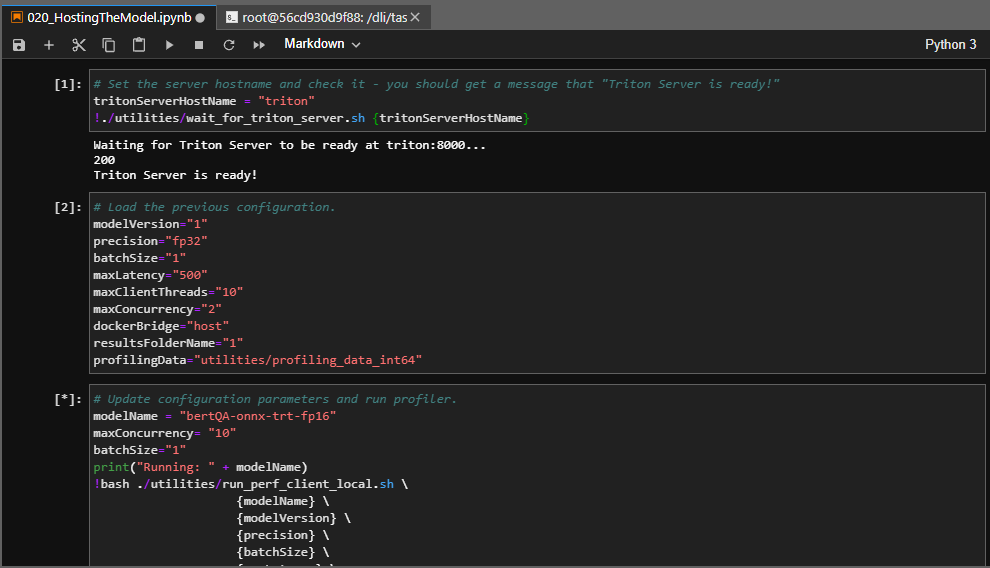 020_HostingTheModel.ipynb
root@56cd930d9f88: /dli/tas
Markdown
Python 3
[1]:
# Set the server hostname and check it - you should get a message that "Triton Server is ready!"
tritonServerHostName = "triton"
!./utilities/wait_for_triton_server.sh {tritonServerHostName}
Waiting for Triton Server to be ready at triton:8000...
200
Triton Server is ready!
[2]:
# Load the previous configuration.
modelVersion="1"
precision="fp32"
batchSize="1"
maxLatency="500"
maxClientThreads="10"
maxConcurrency="2"
dockerBridge="host"
resultsFolderName="1"
profilingData="utilities/profiling_data_int64"
[*]:
# Update configuration parameters and run profiler.
modelName = "bertQA-onnx-trt-fp16"
maxConcurrency= "10"
batchSize="1"
print("Running: " + modelName)
!bash ./utilities/run_perf_client_local.sh \
{modelName} \
{modelVersion} \
{precision} \
{batchSize} \